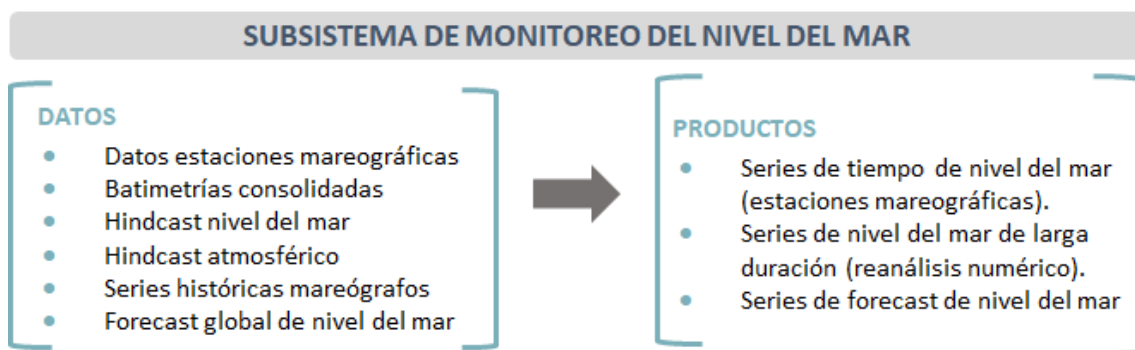 SUBSISTEMA DE MONITOREO DEL NIVEL DEL MAR
DATOS
• Datos estaciones mareográficas
• Batimetrías consolidadas
• Hindcast nivel del mar
• Hindcast atmosférico
• Series históricas mareógrafos
• Forecast global de nivel del mar
PRODUCTOS
• Series de tiempo de nivel del mar
(estaciones mareográficas).
• Series de nivel del mar de larga
duración (reanálisis numérico).
• Series de forecast de nivel del mar